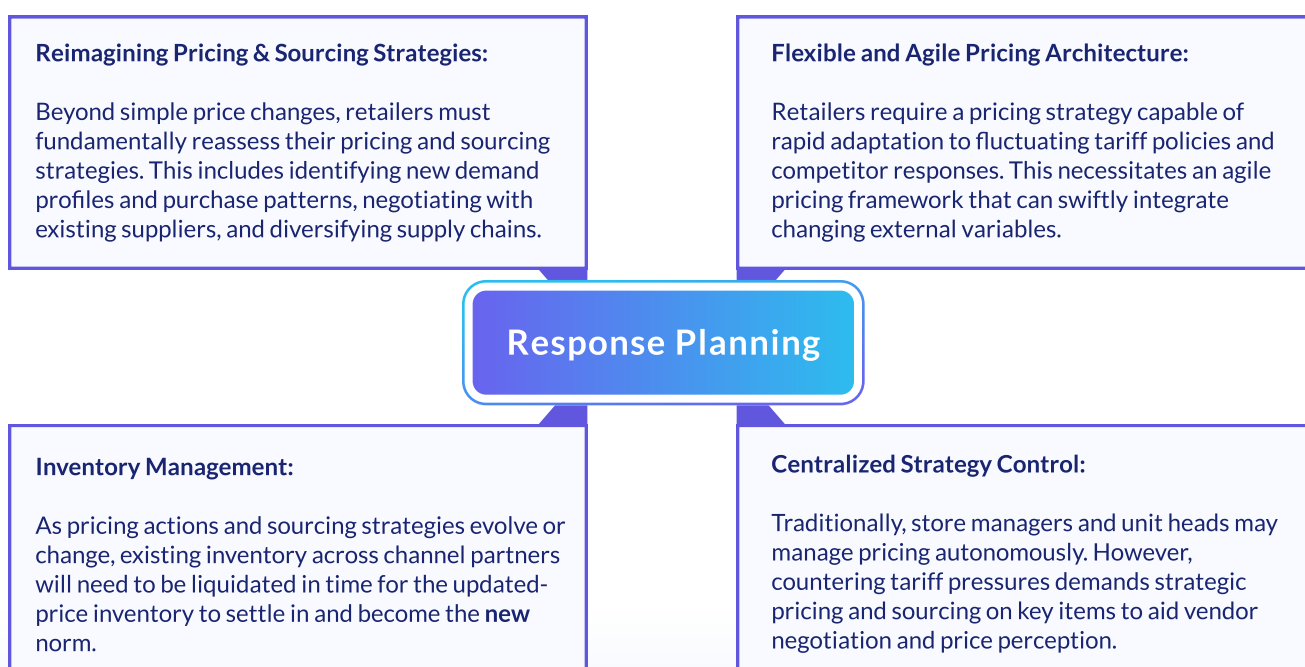 Reimagining Pricing & Sourcing Strategies:
Beyond simple price changes, retailers must
fundamentally reassess their pricing and sourcing
strategies. This includes identifying new demand
profiles and purchase patterns, negotiating with
existing suppliers, and diversifying supply chains.
Flexible and Agile Pricing Architecture:
Retailers require a pricing strategy capable of
rapid adaptation to fluctuating tariff policies and
competitor responses. This necessitates an agile
pricing framework that can swiftly integrate
changing external variables.
Response Planning
Inventory Management:
As pricing actions and sourcing strategies evolve or
change, existing inventory across channel partners
will need to be liquidated in time for the updated-
price inventory to settle in and become the new
norm.
Centralized Strategy Control:
Traditionally, store managers and unit heads may
manage pricing autonomously. However,
countering tariff pressures demands strategic
pricing and sourcing on key items to aid vendor
negotiation and price perception.